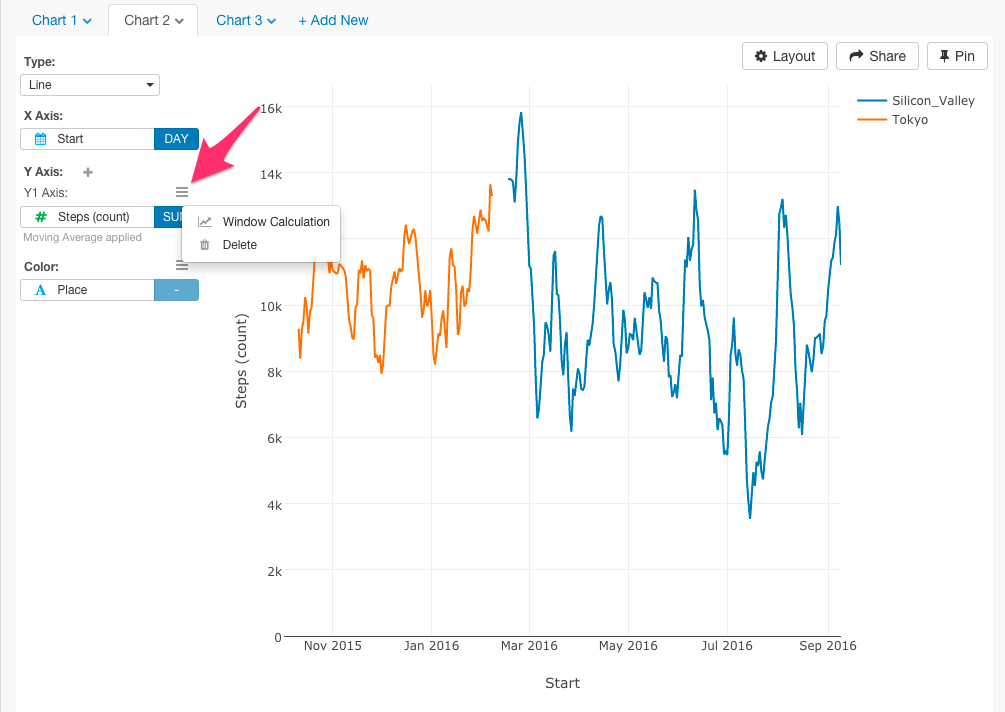 Chart 1
Chart 2
Chart 3
+ Add New
Layout
Share
Pin
Type:
Line
X Axis:
Start
DAY
Y Axis:
Y1 Axis:
Steps (count)
Moving Average applied
Window Calculation
Delete
Color:
A
Place
-
16k
14k
10k
8k
6k
4k
2k
0
Steps (count)
Nov 2015
Jan 2016
Mar 2016
May 2016
Jul 2016
Sep 2016
Start
Silicon_Valley
Tokyo